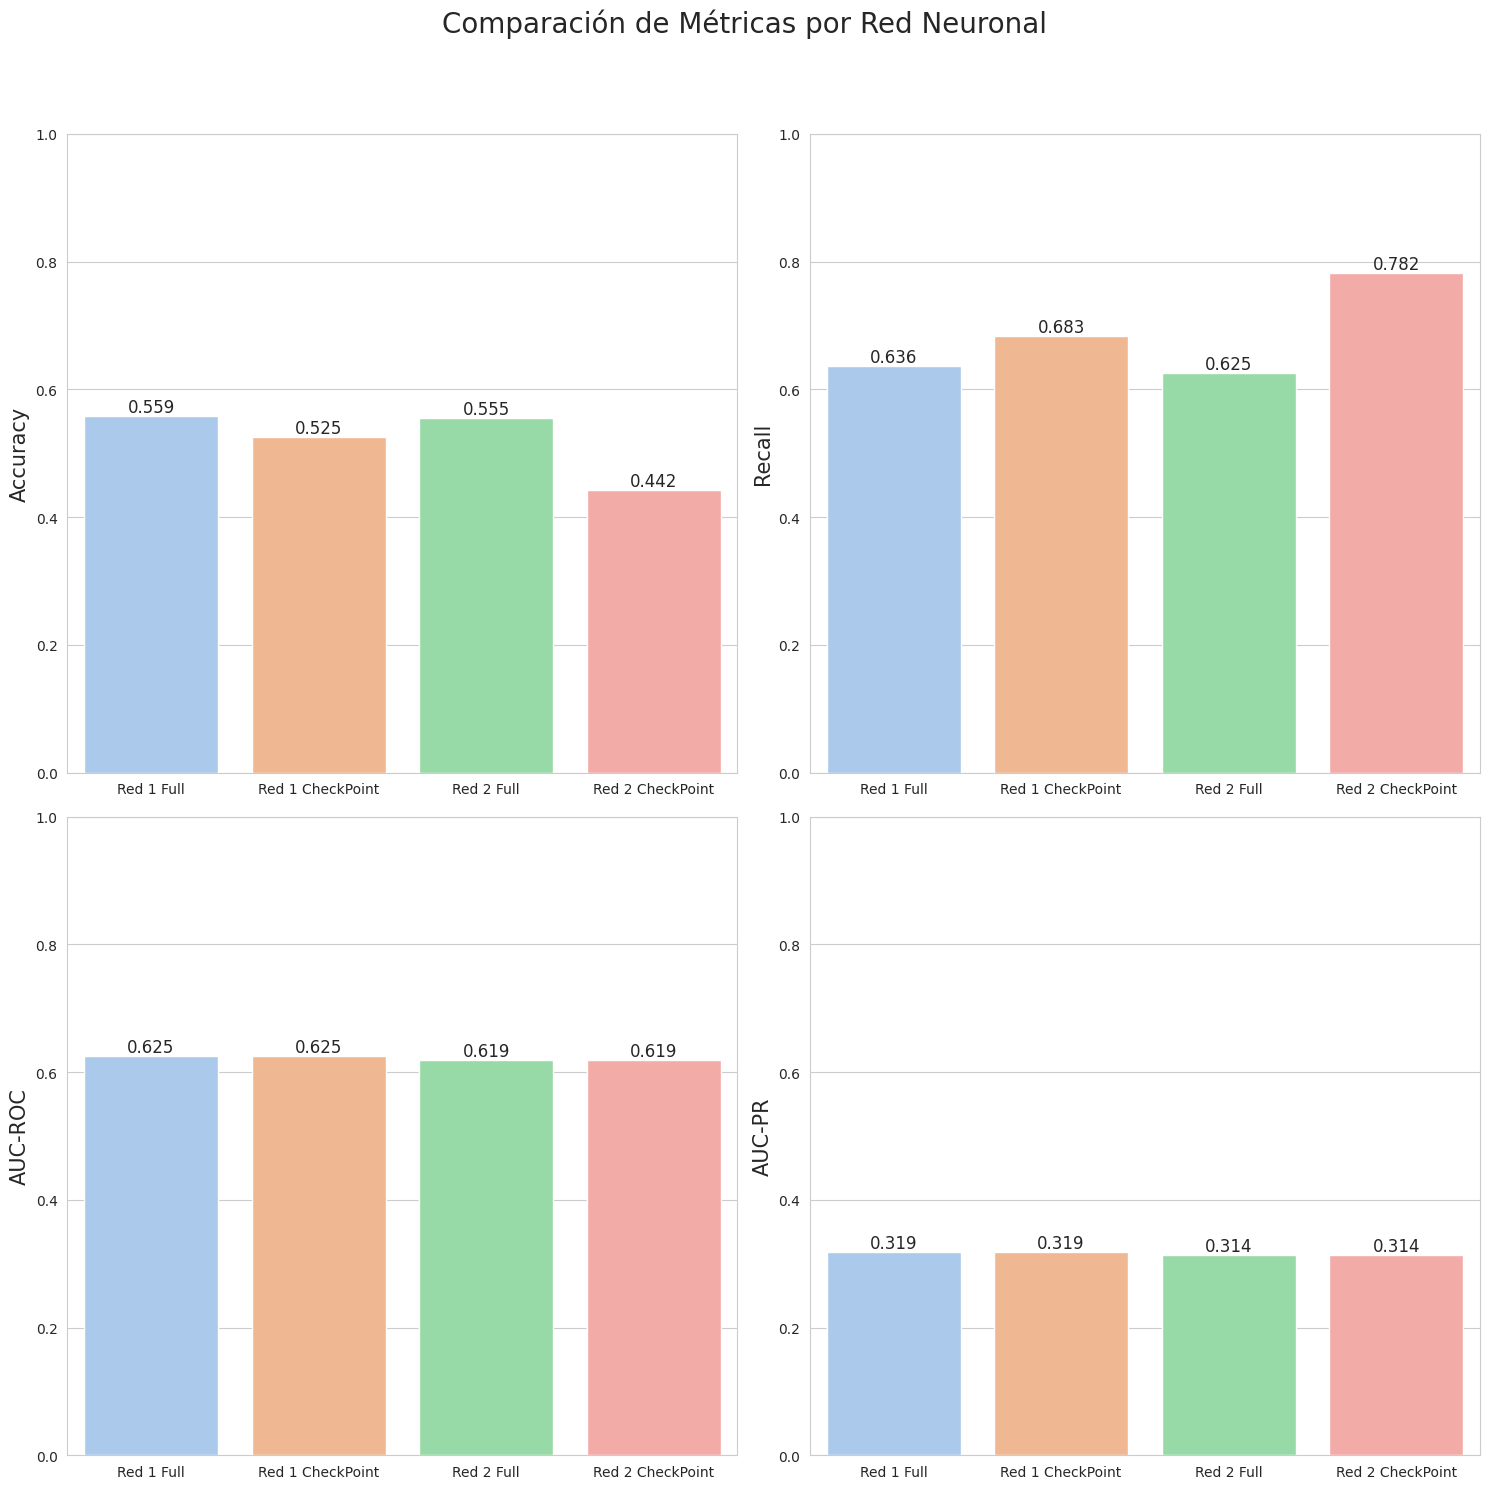 Comparación de Métricas por Red Neuronal
Accuracy
1.0
0.8
0.6
0.4
0.2
0.0
0.559
0.525
0.555
0.442
Red 1 Full
Red 1 CheckPoint
Red 2 Full
Red 2 CheckPoint
Recall
1.0
0.8
0.6
0.4
0.2
0.0
0.636
0.683
0.625
0.782
Red 1 Full
Red 1 CheckPoint
Red 2 Full
Red 2 CheckPoint
AUC-ROC
1.0
0.8
0.6
0.4
0.2
0.0
0.625
0.625
0.619
0.619
Red 1 Full
Red 1 CheckPoint
Red 2 Full
Red 2 CheckPoint
AUC-PR
1.0
0.8
0.6
0.4
0.2
0.0
0.319
0.319
0.314
0.314
Red 1 Full
Red 1 CheckPoint
Red 2 Full
Red 2 CheckPoint